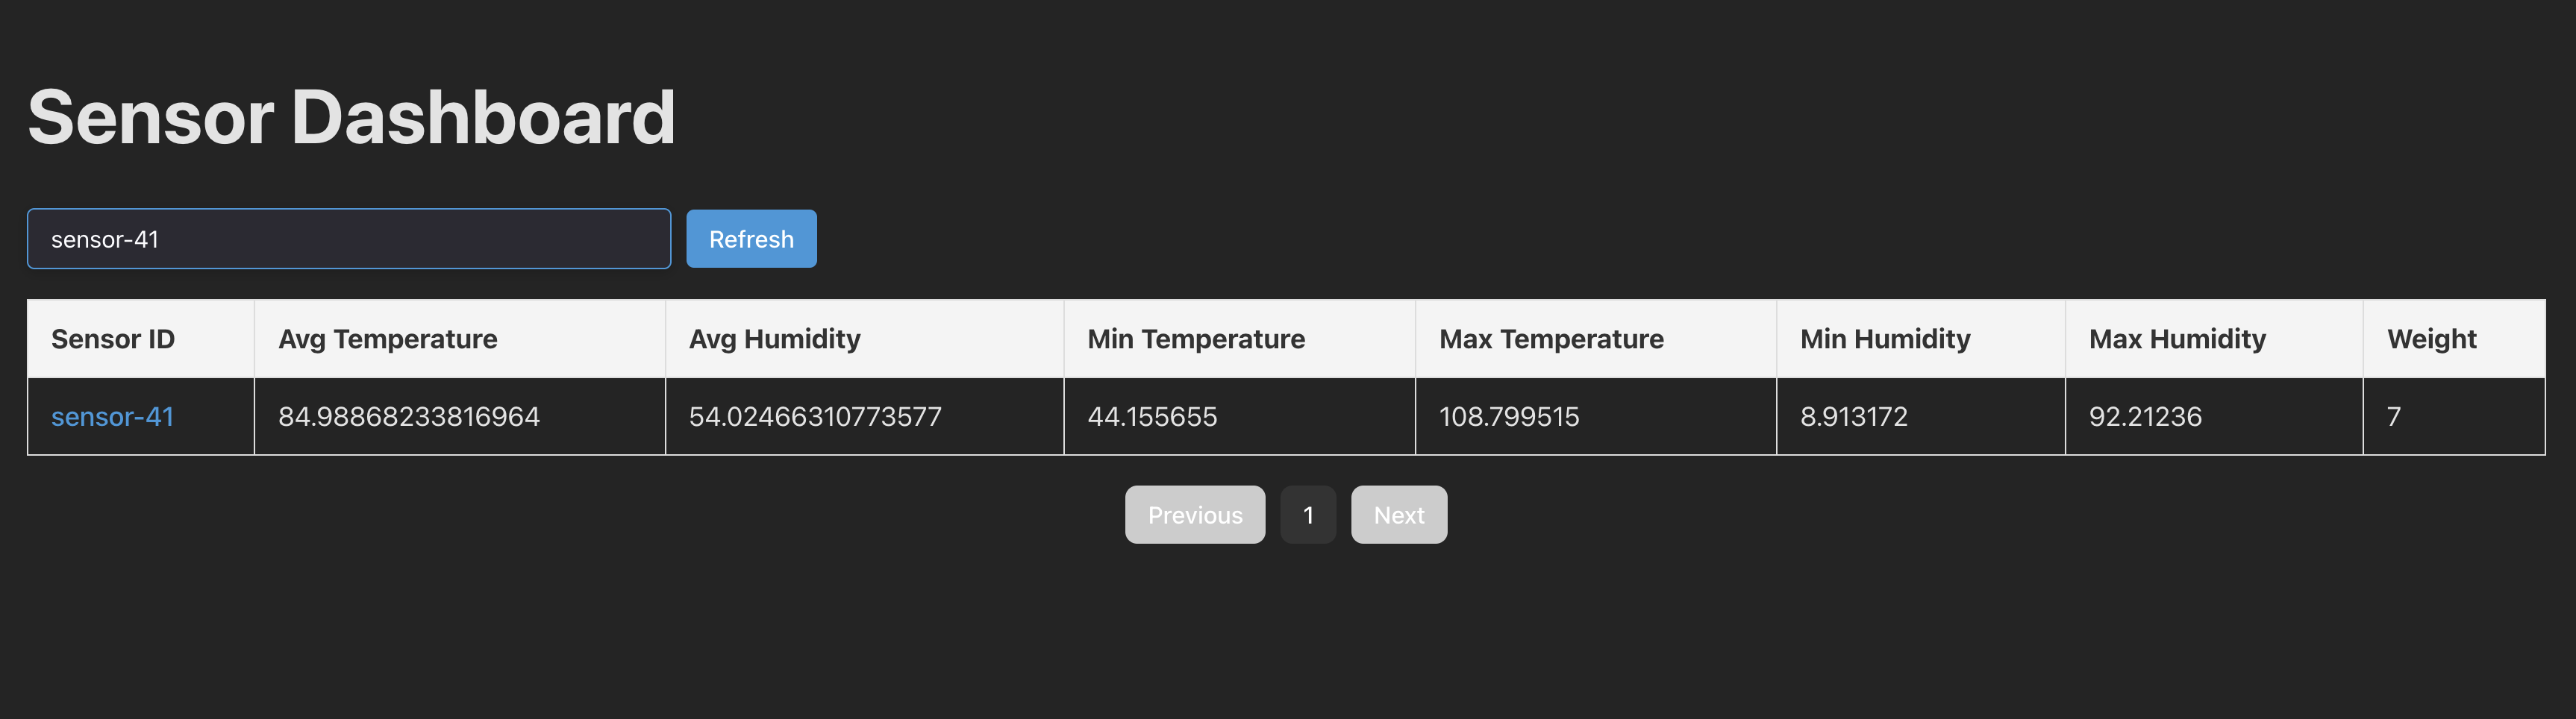 Sensor Dashboard
sensor-41 Refresh
Sensor ID Avg Temperature Avg Humidity Min Temperature Max Temperature Min Humidity Max Humidity Weight
sensor-41 84.98868233816964 54.02466310773577 44.155655 108.799515 8.913172 92.21236 7
Previous 1 Next